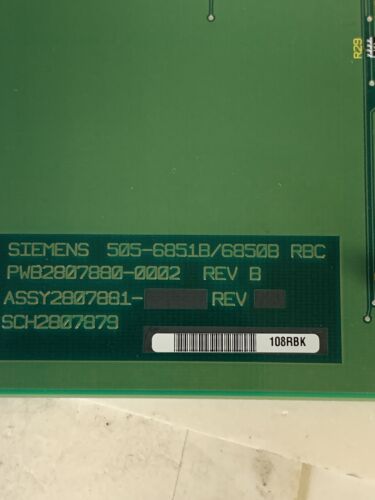 R29
SIEMENS 505-6851B/6850B RBC
PWB2807880-0002 REV B
ASSY2807881- REV
SCH2807879
108RBK